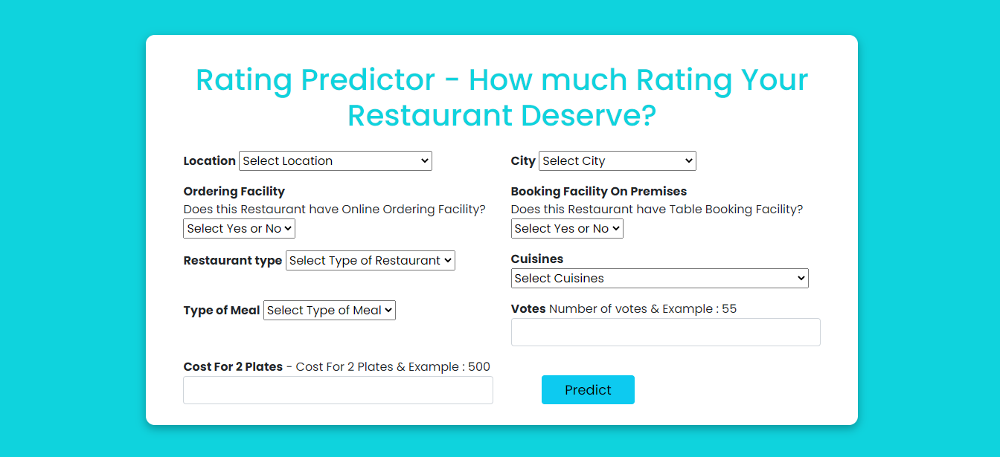 Rating Predictor - How much Rating Your
Restaurant Deserve?
Location Select Location
City Select City
Ordering Facility
Does this Restaurant have Online Ordering Facility?
Select Yes or No
Booking Facility On Premises
Does this Restaurant have Table Booking Facility?
Select Yes or No
Restaurant type Select Type of Restaurant
Cuisines
Select Cuisines
Type of Meal Select Type of Meal
Votes Number of votes & Example : 55
Cost For 2 Plates - Cost For 2 Plates & Example : 500
Predict